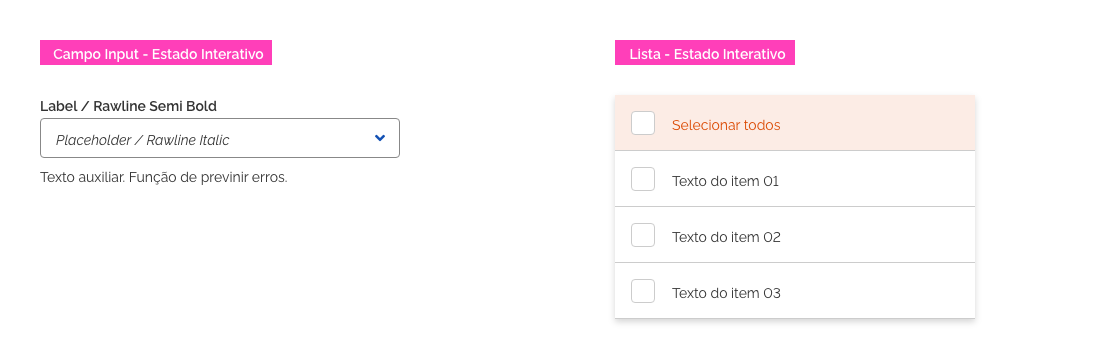 Campo Input - Estado Interativo
Label / Rawline Semi Bold
Placeholder / Rawline Italic
Texto auxiliar. Função de previnir erros.
Lista - Estado Interativo
Selecionar todos
Texto do item 01
Texto do item 02
Texto do item 03